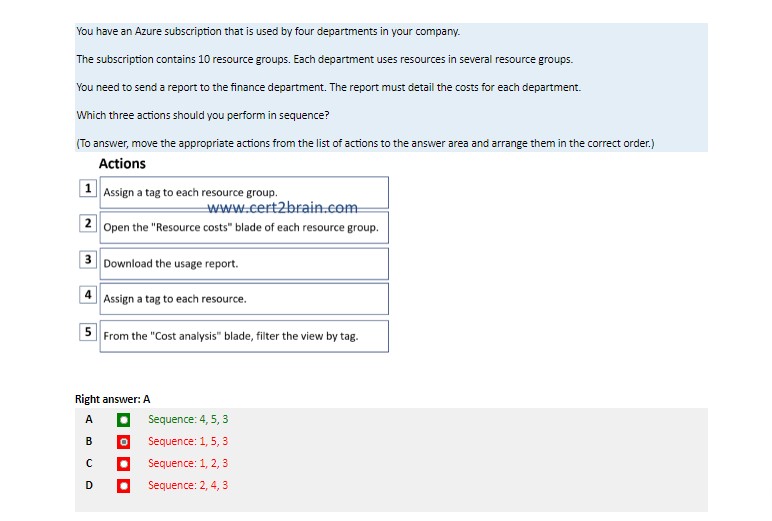 You have an Azure subscription that is used by four departments in your company.
The subscription contains 10 resource groups. Each department uses resources in several resource groups.
You need to send a report to the finance department. The report must detail the costs for each department.
Which three actions should you perform in sequence?
(To answer, move the appropriate actions from the list of actions to the answer area and arrange them in the correct order.)
Actions
1 Assign a tag to each resource group.
www.cert2brain.com
2 Open the "Resource costs" blade of each resource group.
3 Download the usage report.
4 Assign a tag to each resource.
5 From the "Cost analysis" blade, filter the view by tag.
Right answer: A
A Sequence: 4, 5, 3
B Sequence: 1, 5, 3
C Sequence: 1, 2, 3
D Sequence: 2, 4, 3